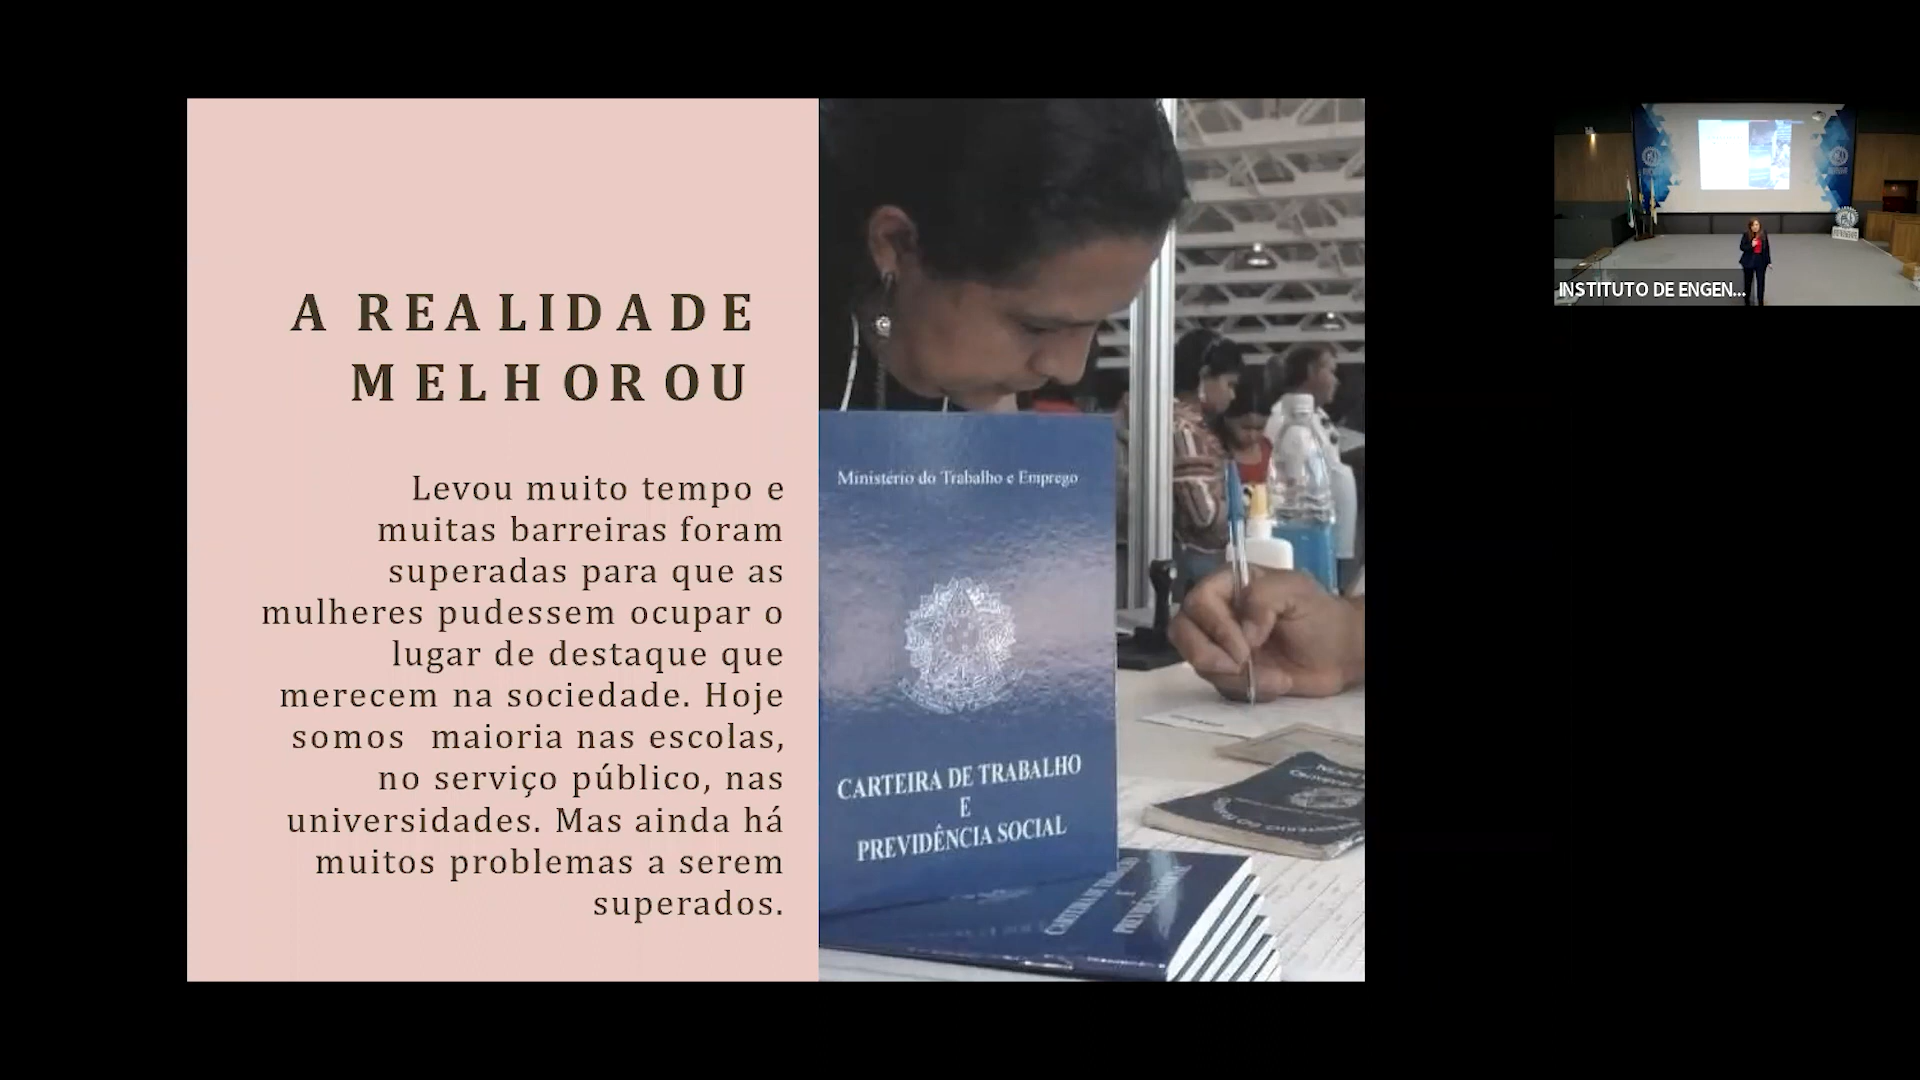 A REALIDADE
MELHOROU
Levou muito tempo e
muitas barreiras foram
superadas para que as
mulheres pudessem ocupar o
lugar de destaque que
merecem na sociedade. Hoje
somos maioria nas escolas,
no serviço público, nas
universidades. Mas ainda há
muitos problemas a serem
superados.
Ministério do Trabalho e Emprego
CARTEIRA DE TRABALHO
E
PREVIDÊNCIA SOCIAL
INSTITUTO DE ENGEN...